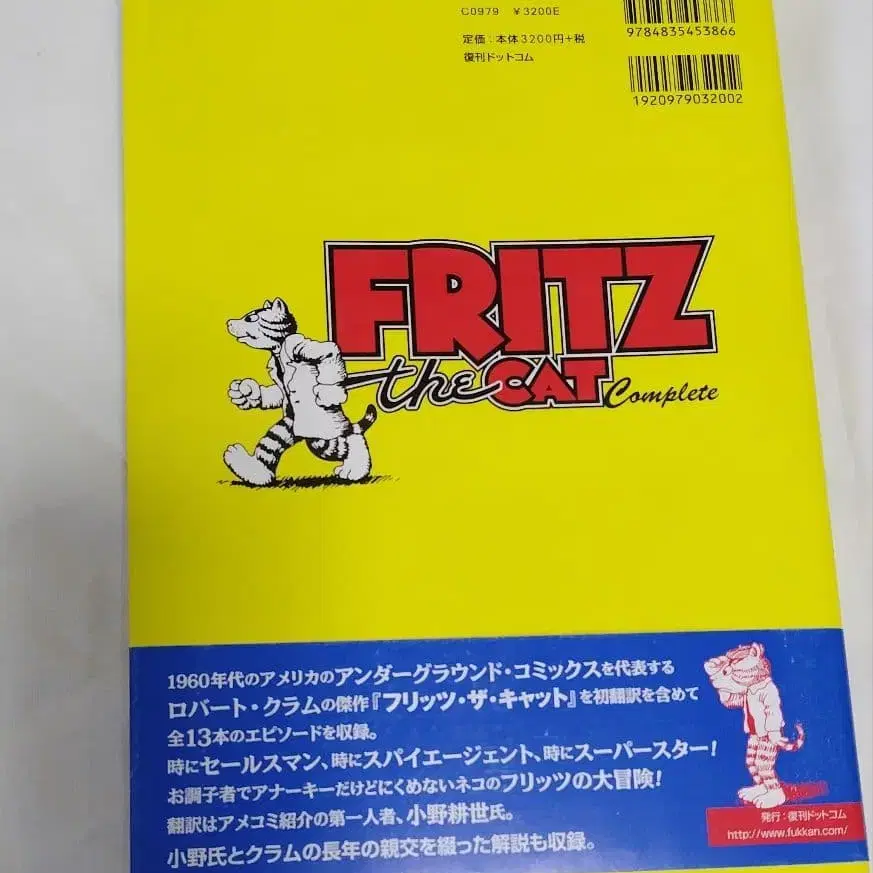 C0979 ¥3200E
定価:本体3200円+税
復刊ドットコム
9784835453866
1920979032002
FRITZ
the CAT Complete
1960年代のアメリカのアンダーグラウンド・コミックスを代表する
ロバート・クラムの傑作『フリッツ・ザ・キャット』を初翻訳を含めて
全13本のエピソードを収録。
時にセールスマン、時にスパイエージェント、時にスーパースター!
お調子者でアナーキーだけどにくめないネコのフリッツの大冒険!
翻訳はアメコミ紹介の第一人者、小野耕世氏。
小野氏とクラムの長年の親交を綴った解説も収録。
発行:復刊ドットコム
http://www.fukkan.com/